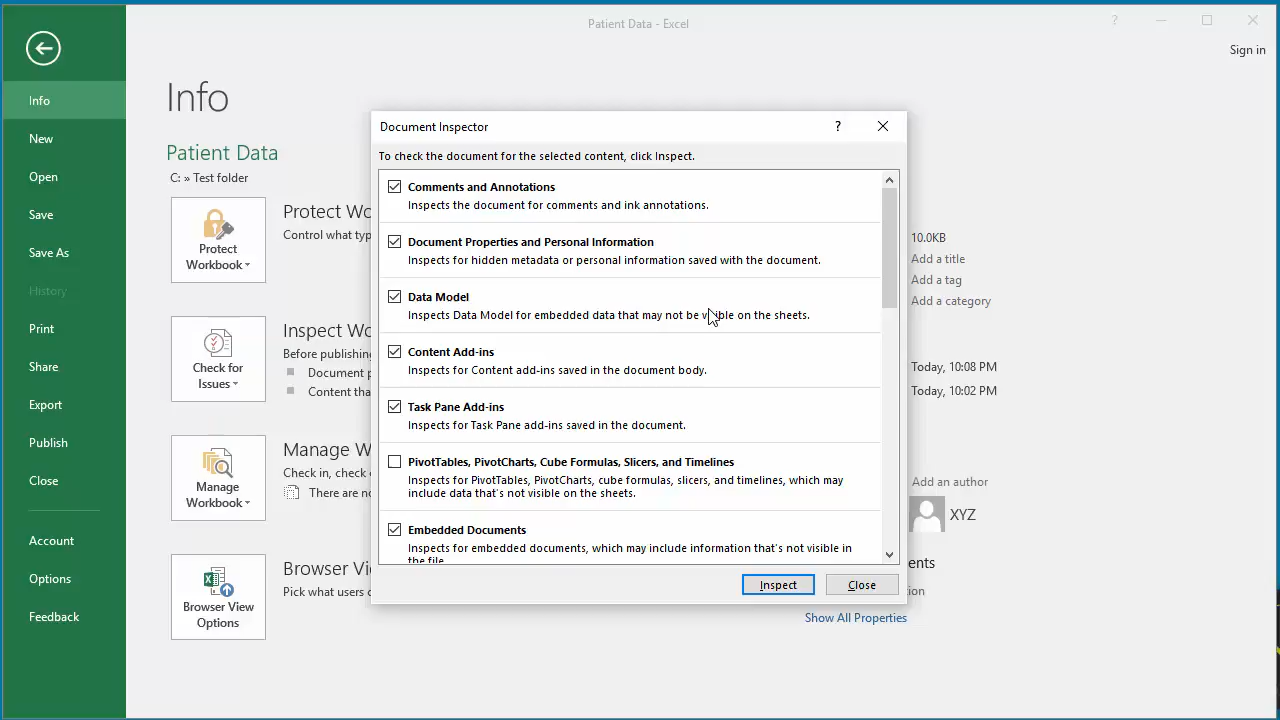 Patient Data - Excel
?
Sign in
Info
New
Open
Save
Save As
History
Print
Share
Export
Publish
Close
Account
Options
Feedback
Info
Patient Data
C: » Test folder
Protect Workbook
Protect Wo
Control what typ
Check for Issues
Inspect Wo
Before publishing
Document p
Content tha
Manage Workbook
Manage W
Check in, check
There are no
Browser View Options
Browser Vi
Pick what users c
Document Inspector
?
To check the document for the selected content, click Inspect.
Comments and Annotations
Inspects the document for comments and ink annotations.
Document Properties and Personal Information
Inspects for hidden metadata or personal information saved with the document.
Data Model
Inspects Data Model for embedded data that may not be visible on the sheets.
Content Add-ins
Inspects for Content add-ins saved in the document body.
Task Pane Add-ins
Inspects for Task Pane add-ins saved in the document.
PivotTables, PivotCharts, Cube Formulas, Slicers, and Timelines
Inspects for PivotTables, PivotCharts, cube formulas, slicers, and timelines, which may
include data that's not visible on the sheets.
Embedded Documents
Inspects for embedded documents, which may include information that's not visible in
the file.
Inspect
Close
10.0KB
Add a title
Add a tag
Add a category
Today, 10:08 PM
Today, 10:02 PM
Add an author
XYZ
ents
ion
Show All Properties